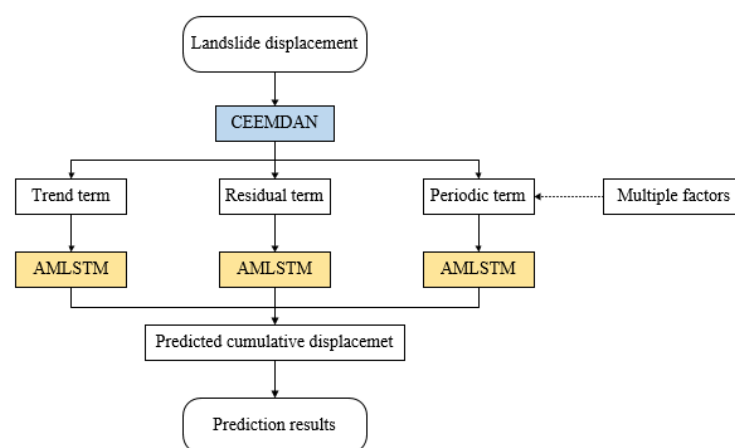 Landslide displacement
CEEMDAN
Trend term
Residual term
Periodic term
Multiple factors
AMLSTM
AMLSTM
AMLSTM
Predicted cumulative displacemet
Prediction results